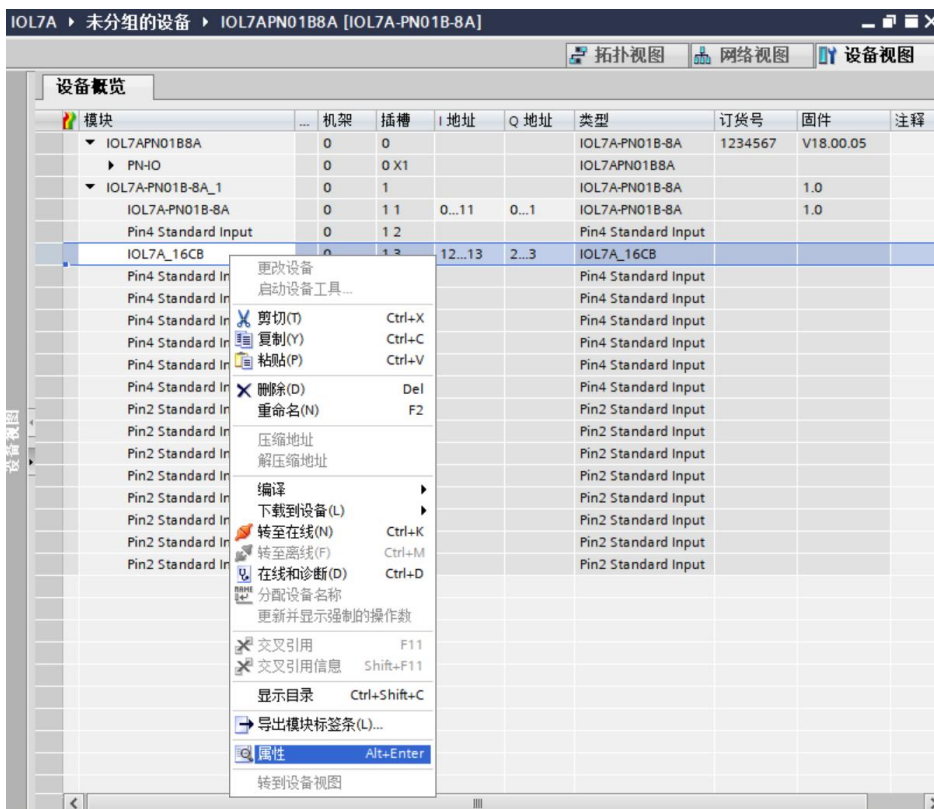 IOL7A ▸ 未分组的设备 ▸ IOL7APN01B8A [IOL7A-PN01B-8A]
拓扑视图 网络视图 设备视图
设备概览
模块 ... 机架 插槽 I 地址 Q 地址 类型 订货号 固件 注释
IOL7APN01B8A 0 0 IOL7A-PN01B-8A 1234567 V18.00.05
PN-IO 0 0 X1 IOL7APN01B8A
IOL7A-PN01B-8A_1 0 1 IOL7A-PN01B-8A 1.0
IOL7A-PN01B-8A 0 1 1 0...11 0...1 IOL7A-PN01B-8A 1.0
Pin4 Standard Input 0 1 2 Pin4 Standard Input
IOL7A_16CB 0 1 3 12...13 2...3 IOL7A_16CB
Pin4 Standard In Pin4 Standard Input
Pin4 Standard In Pin4 Standard Input
Pin4 Standard In Pin4 Standard Input
Pin4 Standard In Pin4 Standard Input
Pin4 Standard In Pin4 Standard Input
Pin4 Standard In Pin4 Standard Input
Pin2 Standard In Pin2 Standard Input
Pin2 Standard In Pin2 Standard Input
Pin2 Standard In Pin2 Standard Input
Pin2 Standard In Pin2 Standard Input
Pin2 Standard In Pin2 Standard Input
Pin2 Standard In Pin2 Standard Input
Pin2 Standard In Pin2 Standard Input
Pin2 Standard In Pin2 Standard Input
更改设备
启动设备工具...
剪切(T) Ctrl+X
复制(Y) Ctrl+C
粘贴(P) Ctrl+V
删除(D) Del
重命名(N) F2
压缩地址
解压缩地址
编译
下载到设备(L)
转至在线(N) Ctrl+K
转至离线(F) Ctrl+M
在线和诊断(D) Ctrl+D
分配设备名称
更新并显示强制的操作数
交叉引用 F11
交叉引用信息 Shift+F11
显示目录 Ctrl+Shift+C
导出模块标签条(L)...
属性 Alt+Enter
转到设备视图
设备视图